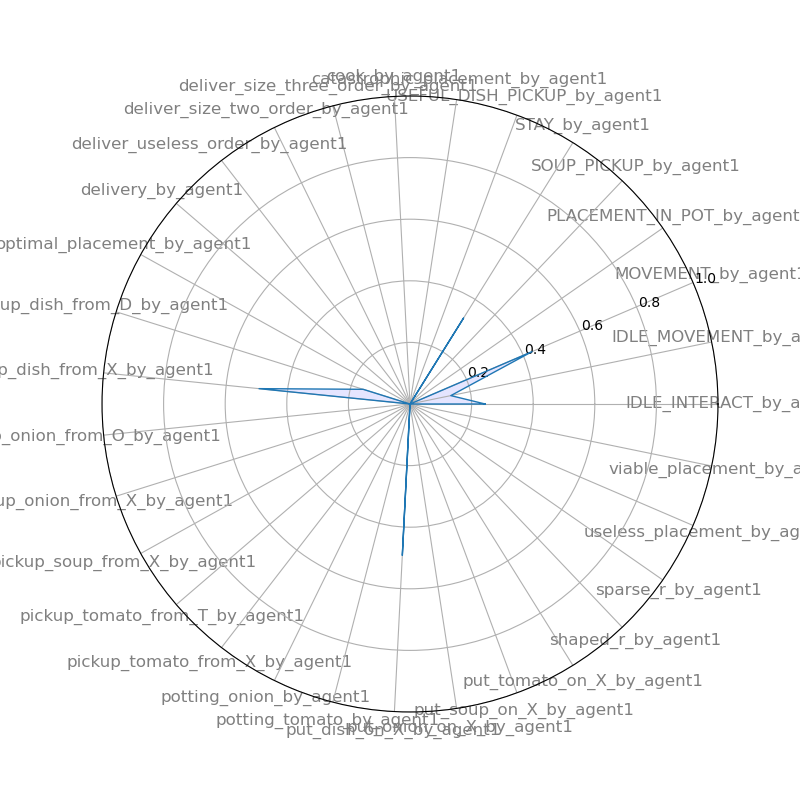 cook_by_agent1
catastrophic_placement_by_agent1
deliver_size_three_order_by_agent1
USEFUL_DISH_PICKUP_by_agent1
deliver_size_two_order_by_agent1
STAY_by_agent1
deliver_useless_order_by_agent1
SOUP_PICKUP_by_agent1
delivery_by_agent1
PLACEMENT_IN_POT_by_agent
optimal_placement_by_agent1
MOVEMENT_by_agent1
1.0
0.8
up_dish_from_D_by_agent1
0.6
IDLE_MOVEMENT_by_a
0.4
p_dish_from_X_by_agent1
0.2
IDLE_INTERACT_by_a
o_onion_from_O_by_agent1
viable_placement_by_a
up_onion_from_X_by_agent1
useless_placement_by_ag
pickup_soup_from_X_by_agent1
sparse_r_by_agent1
pickup_tomato_from_T_by_agent1
shaped_r_by_agent1
pickup_tomato_from_X_by_agent1
put_tomato_on_X_by_agent1
potting_onion_by_agent1
put_soup_on_X_by_agent1
potting_tomato_by_agent1
put_onion_on_X_by_agent1
put_dish_on_X_by_agent1